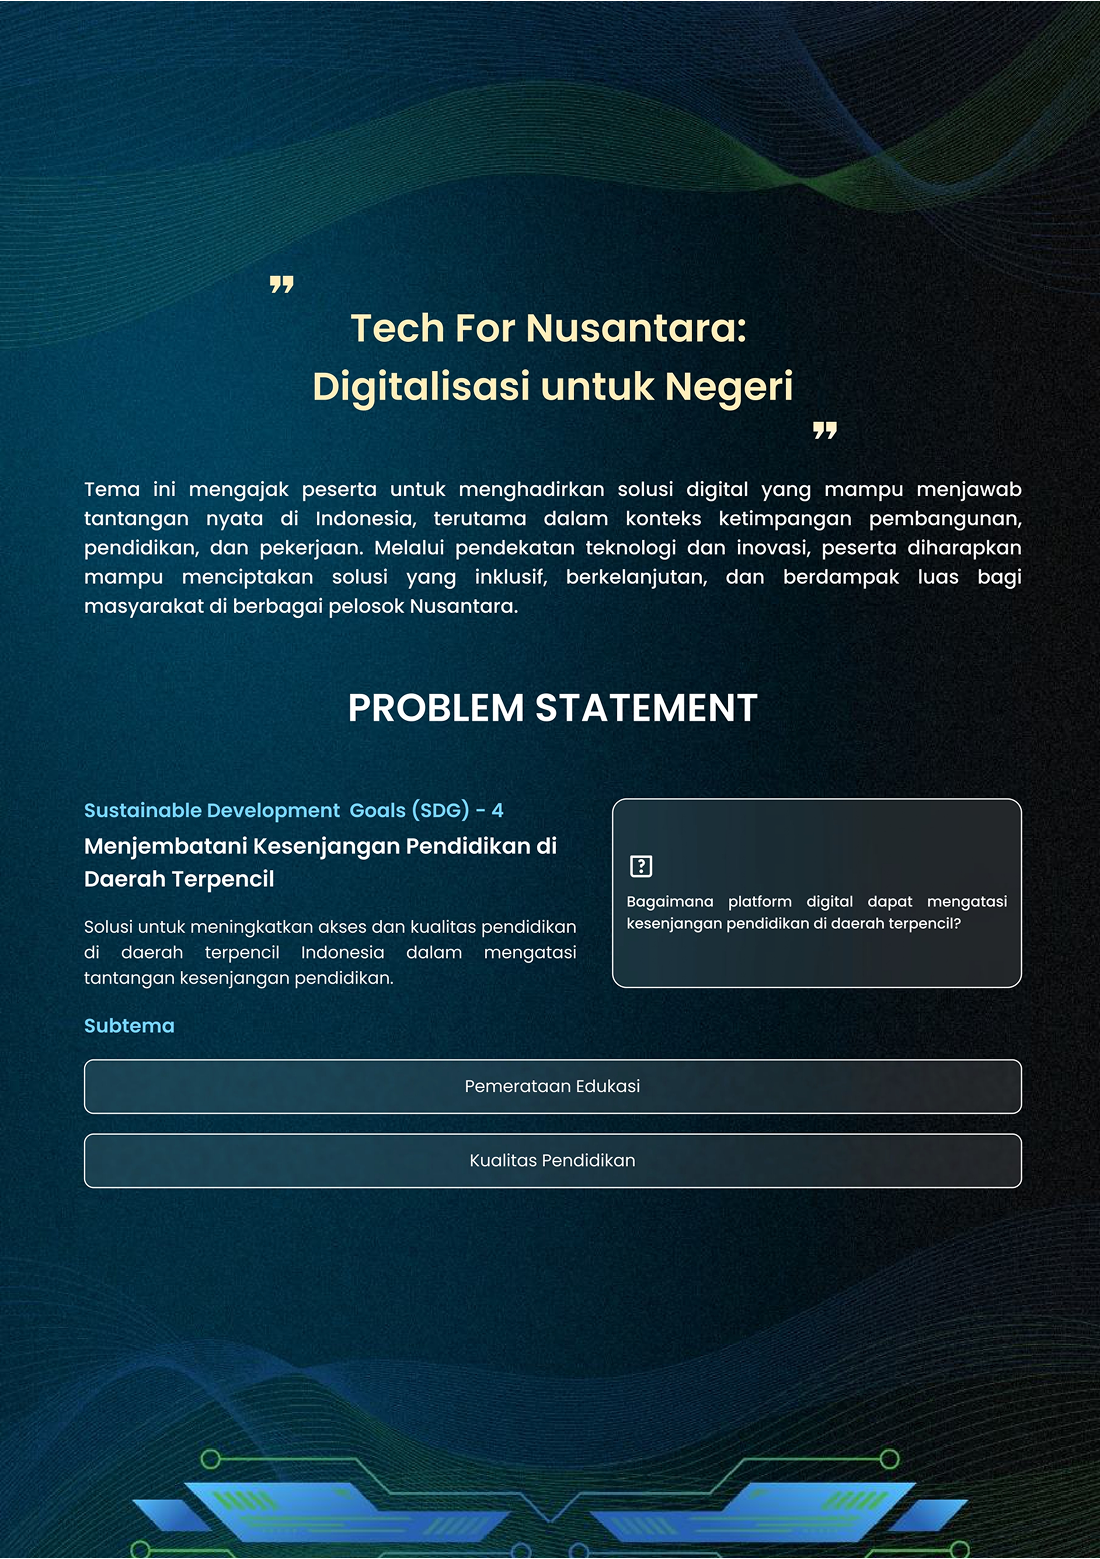 ”
Tech For Nusantara:
Digitalisasi untuk Negeri
”
Tema ini mengajak peserta untuk menghadirkan solusi digital yang mampu menjawab
tantangan nyata di Indonesia, terutama dalam konteks ketimpangan pembangunan,
pendidikan, dan pekerjaan. Melalui pendekatan teknologi dan inovasi, peserta diharapkan
mampu menciptakan solusi yang inklusif, berkelanjutan, dan berdampak luas bagi
masyarakat di berbagai pelosok Nusantara.
PROBLEM STATEMENT
Sustainable Development Goals (SDG) - 4
Menjembatani Kesenjangan Pendidikan di
Daerah Terpencil
Solusi untuk meningkatkan akses dan kualitas pendidikan
di daerah terpencil Indonesia dalam mengatasi
tantangan kesenjangan pendidikan.
?
Bagaimana platform digital dapat mengatasi
kesenjangan pendidikan di daerah terpencil?
Subtema
Pemerataan Edukasi
Kualitas Pendidikan